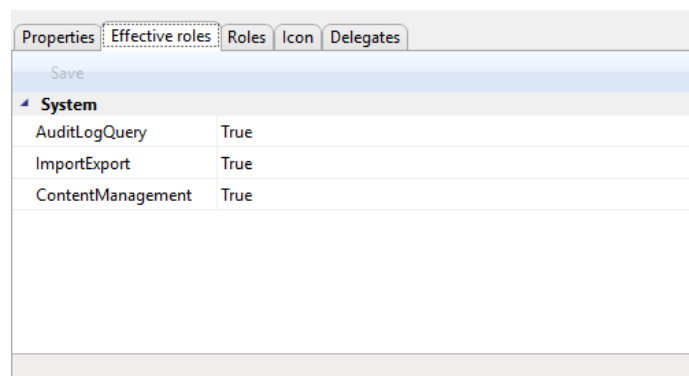 Properties Effective roles Roles Icon Delegates
Save
System
AuditLogQuery True
ImportExport True
ContentManagement True